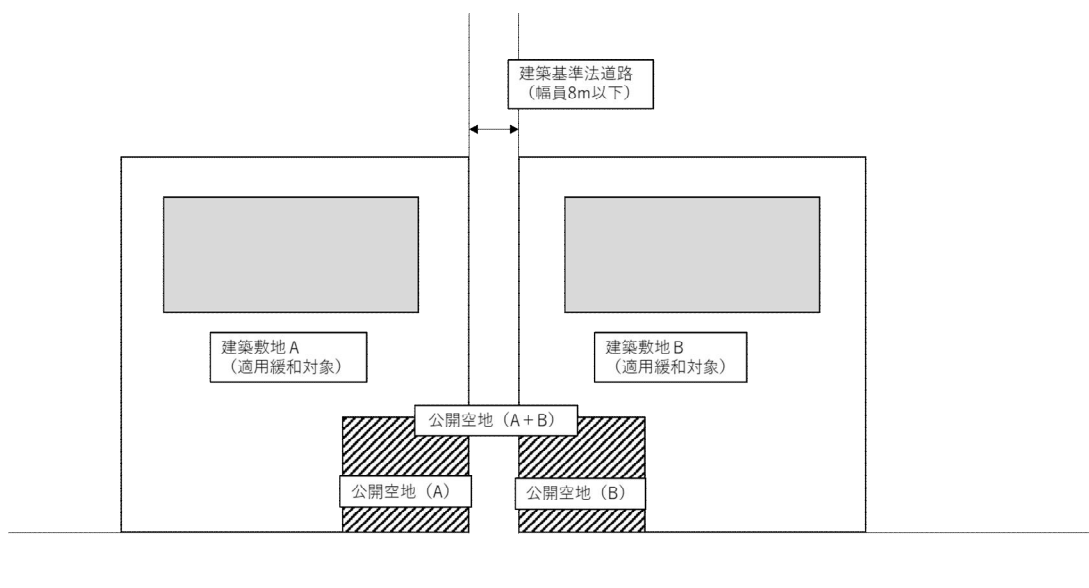 建築基準法道路
（幅員8m以下）
建築敷地A
（適用緩和対象）
建築敷地B
（適用緩和対象）
公開空地（A＋B）
公開空地（A）
公開空地（B）